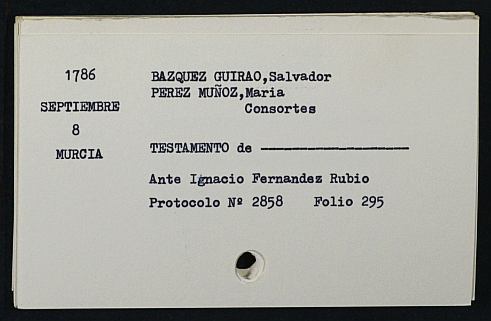 1786
SEPTIEMBRE
8
MURCIA
BAZQUEZ GUIRAO,Salvador
PEREZ MUÑOZ,Maria
Consortes
TESTAMENTO de --------------------
Ante Ignacio Fernandez Rubio
Protocolo Nº 2858 Folio 295